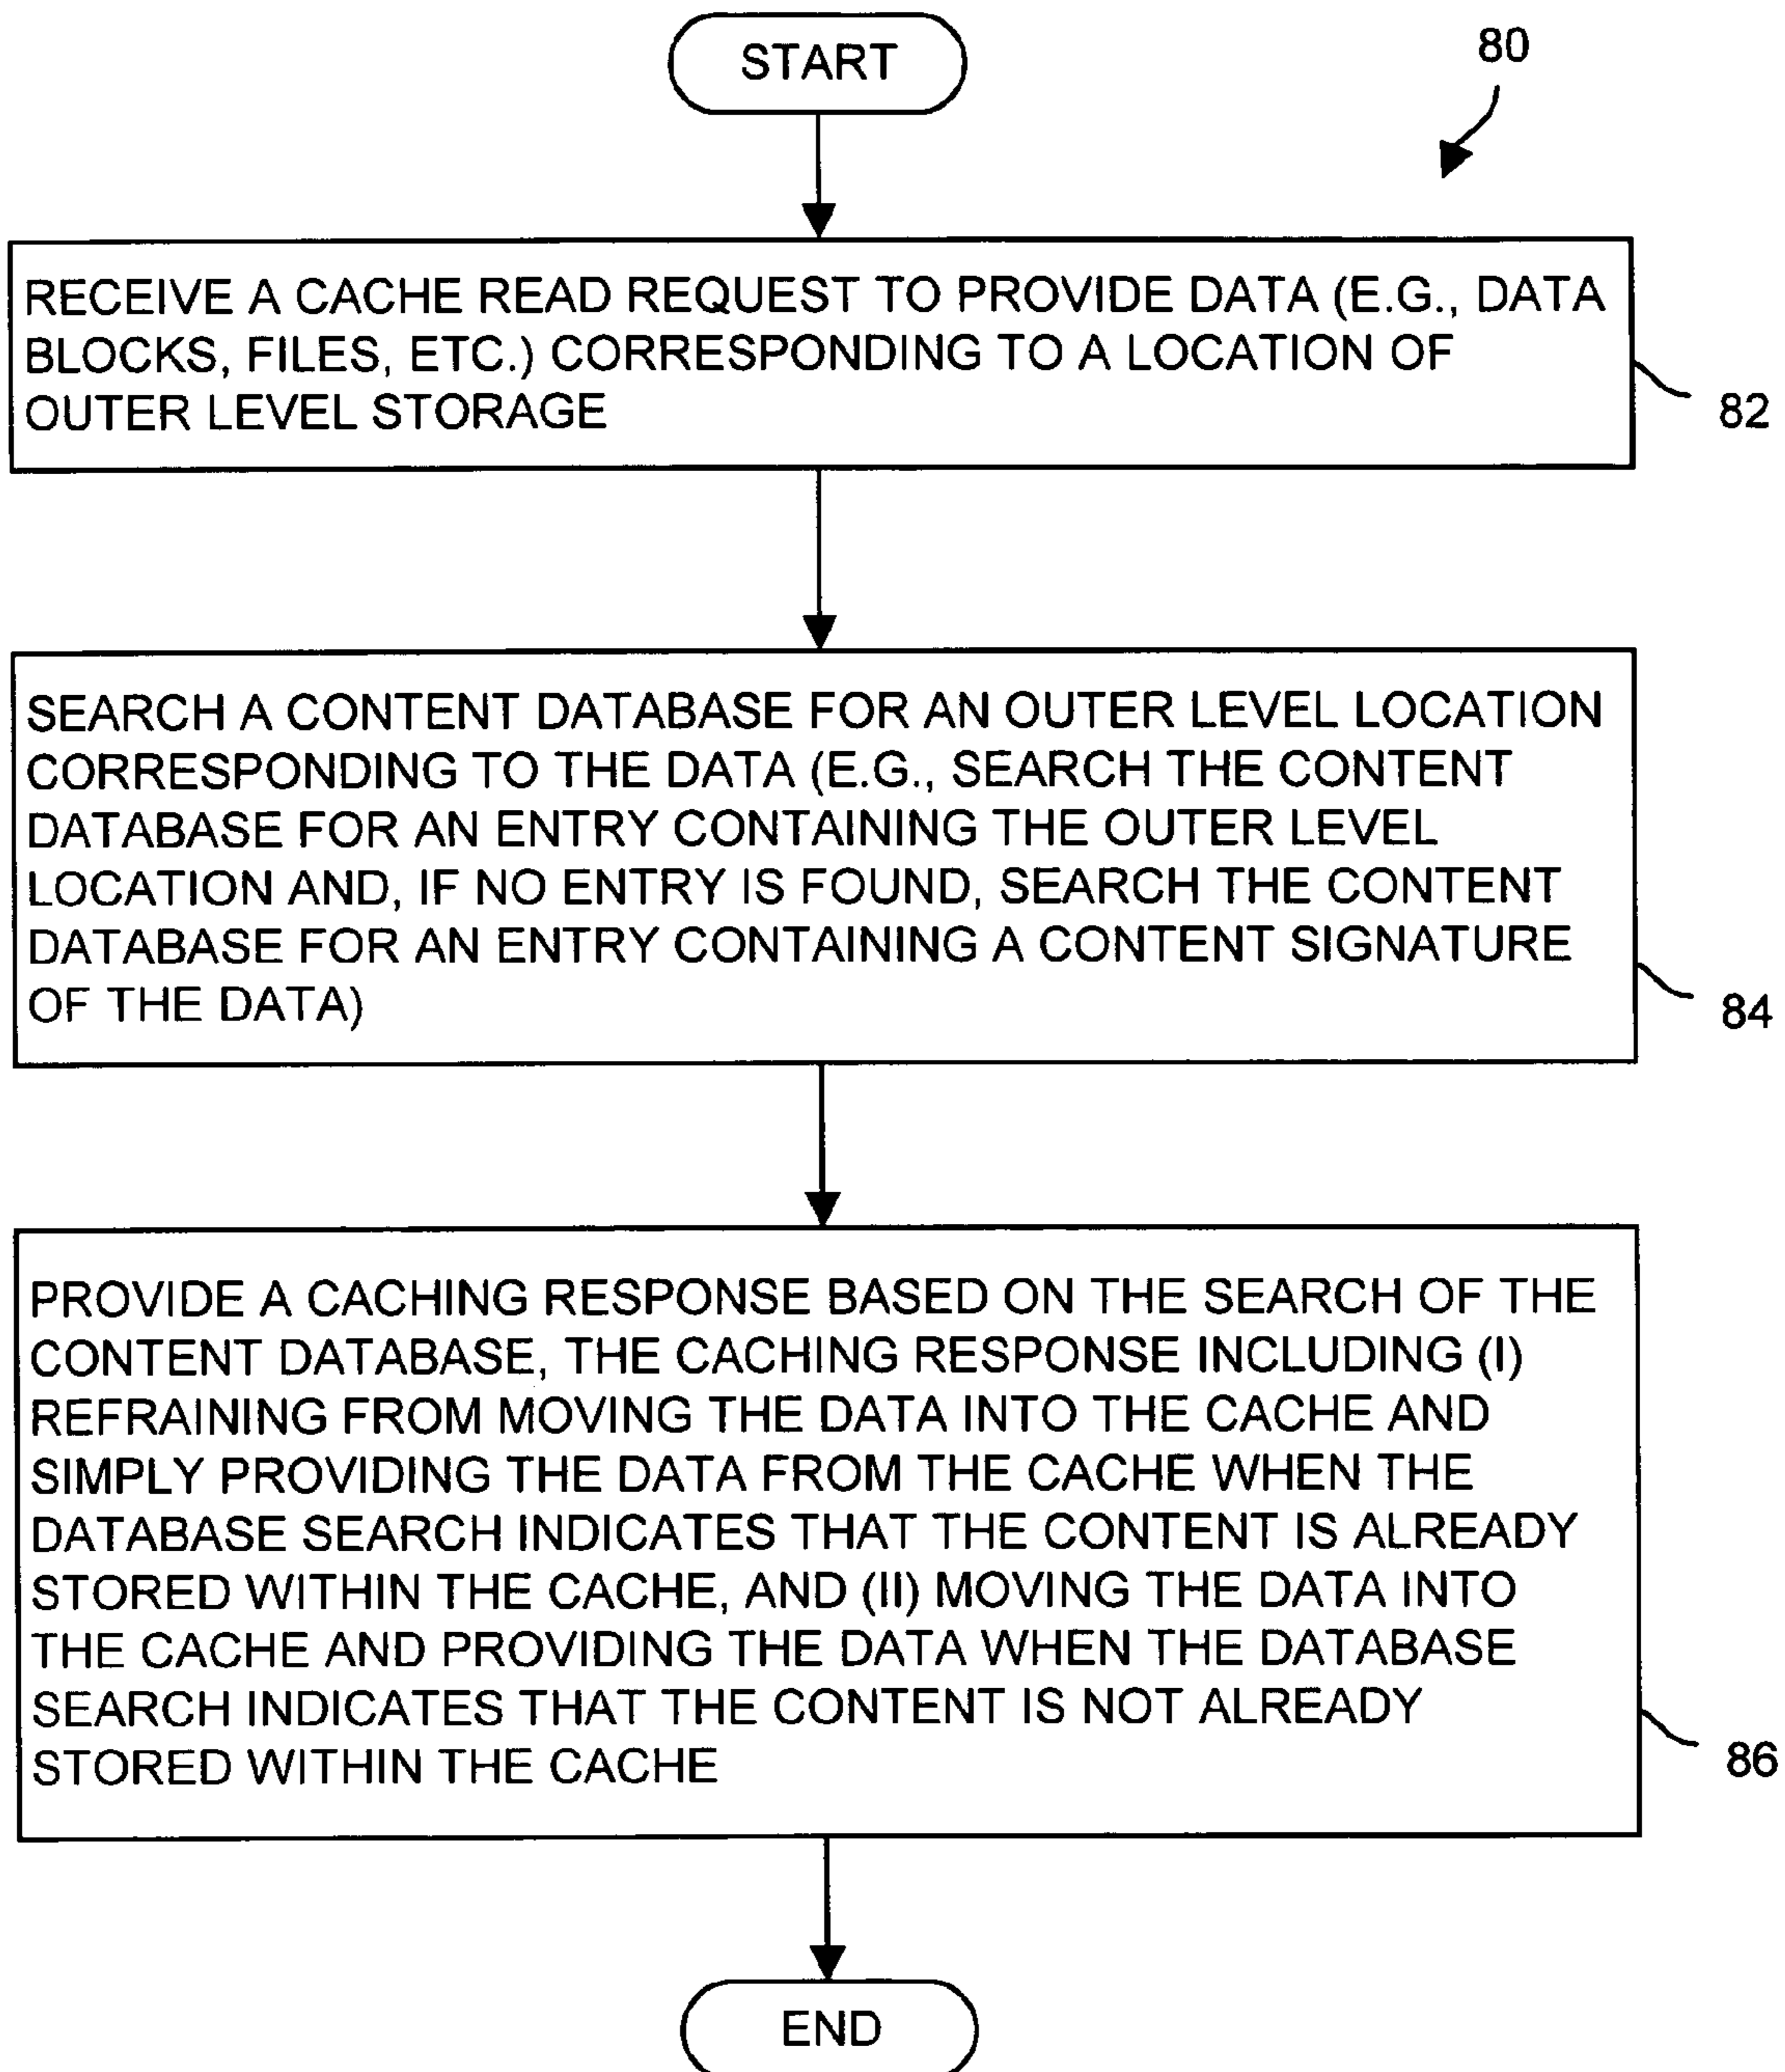 START
80
RECEIVE A CACHE READ REQUEST TO PROVIDE DATA (E.G., DATA
BLOCKS, FILES, ETC.) CORRESPONDING TO A LOCATION OF
OUTER LEVEL STORAGE
82
SEARCH A CONTENT DATABASE FOR AN OUTER LEVEL LOCATION
CORRESPONDING TO THE DATA (E.G., SEARCH THE CONTENT
DATABASE FOR AN ENTRY CONTAINING THE OUTER LEVEL
LOCATION AND, IF NO ENTRY IS FOUND, SEARCH THE CONTENT
DATABASE FOR AN ENTRY CONTAINING A CONTENT SIGNATURE
OF THE DATA)
84
PROVIDE A CACHING RESPONSE BASED ON THE SEARCH OF THE
CONTENT DATABASE, THE CACHING RESPONSE INCLUDING (I)
REFRAINING FROM MOVING THE DATA INTO THE CACHE AND
SIMPLY PROVIDING THE DATA FROM THE CACHE WHEN THE
DATABASE SEARCH INDICATES THAT THE CONTENT IS ALREADY
STORED WITHIN THE CACHE, AND (II) MOVING THE DATA INTO
THE CACHE AND PROVIDING THE DATA WHEN THE DATABASE
SEARCH INDICATES THAT THE CONTENT IS NOT ALREADY
STORED WITHIN THE CACHE
86
END